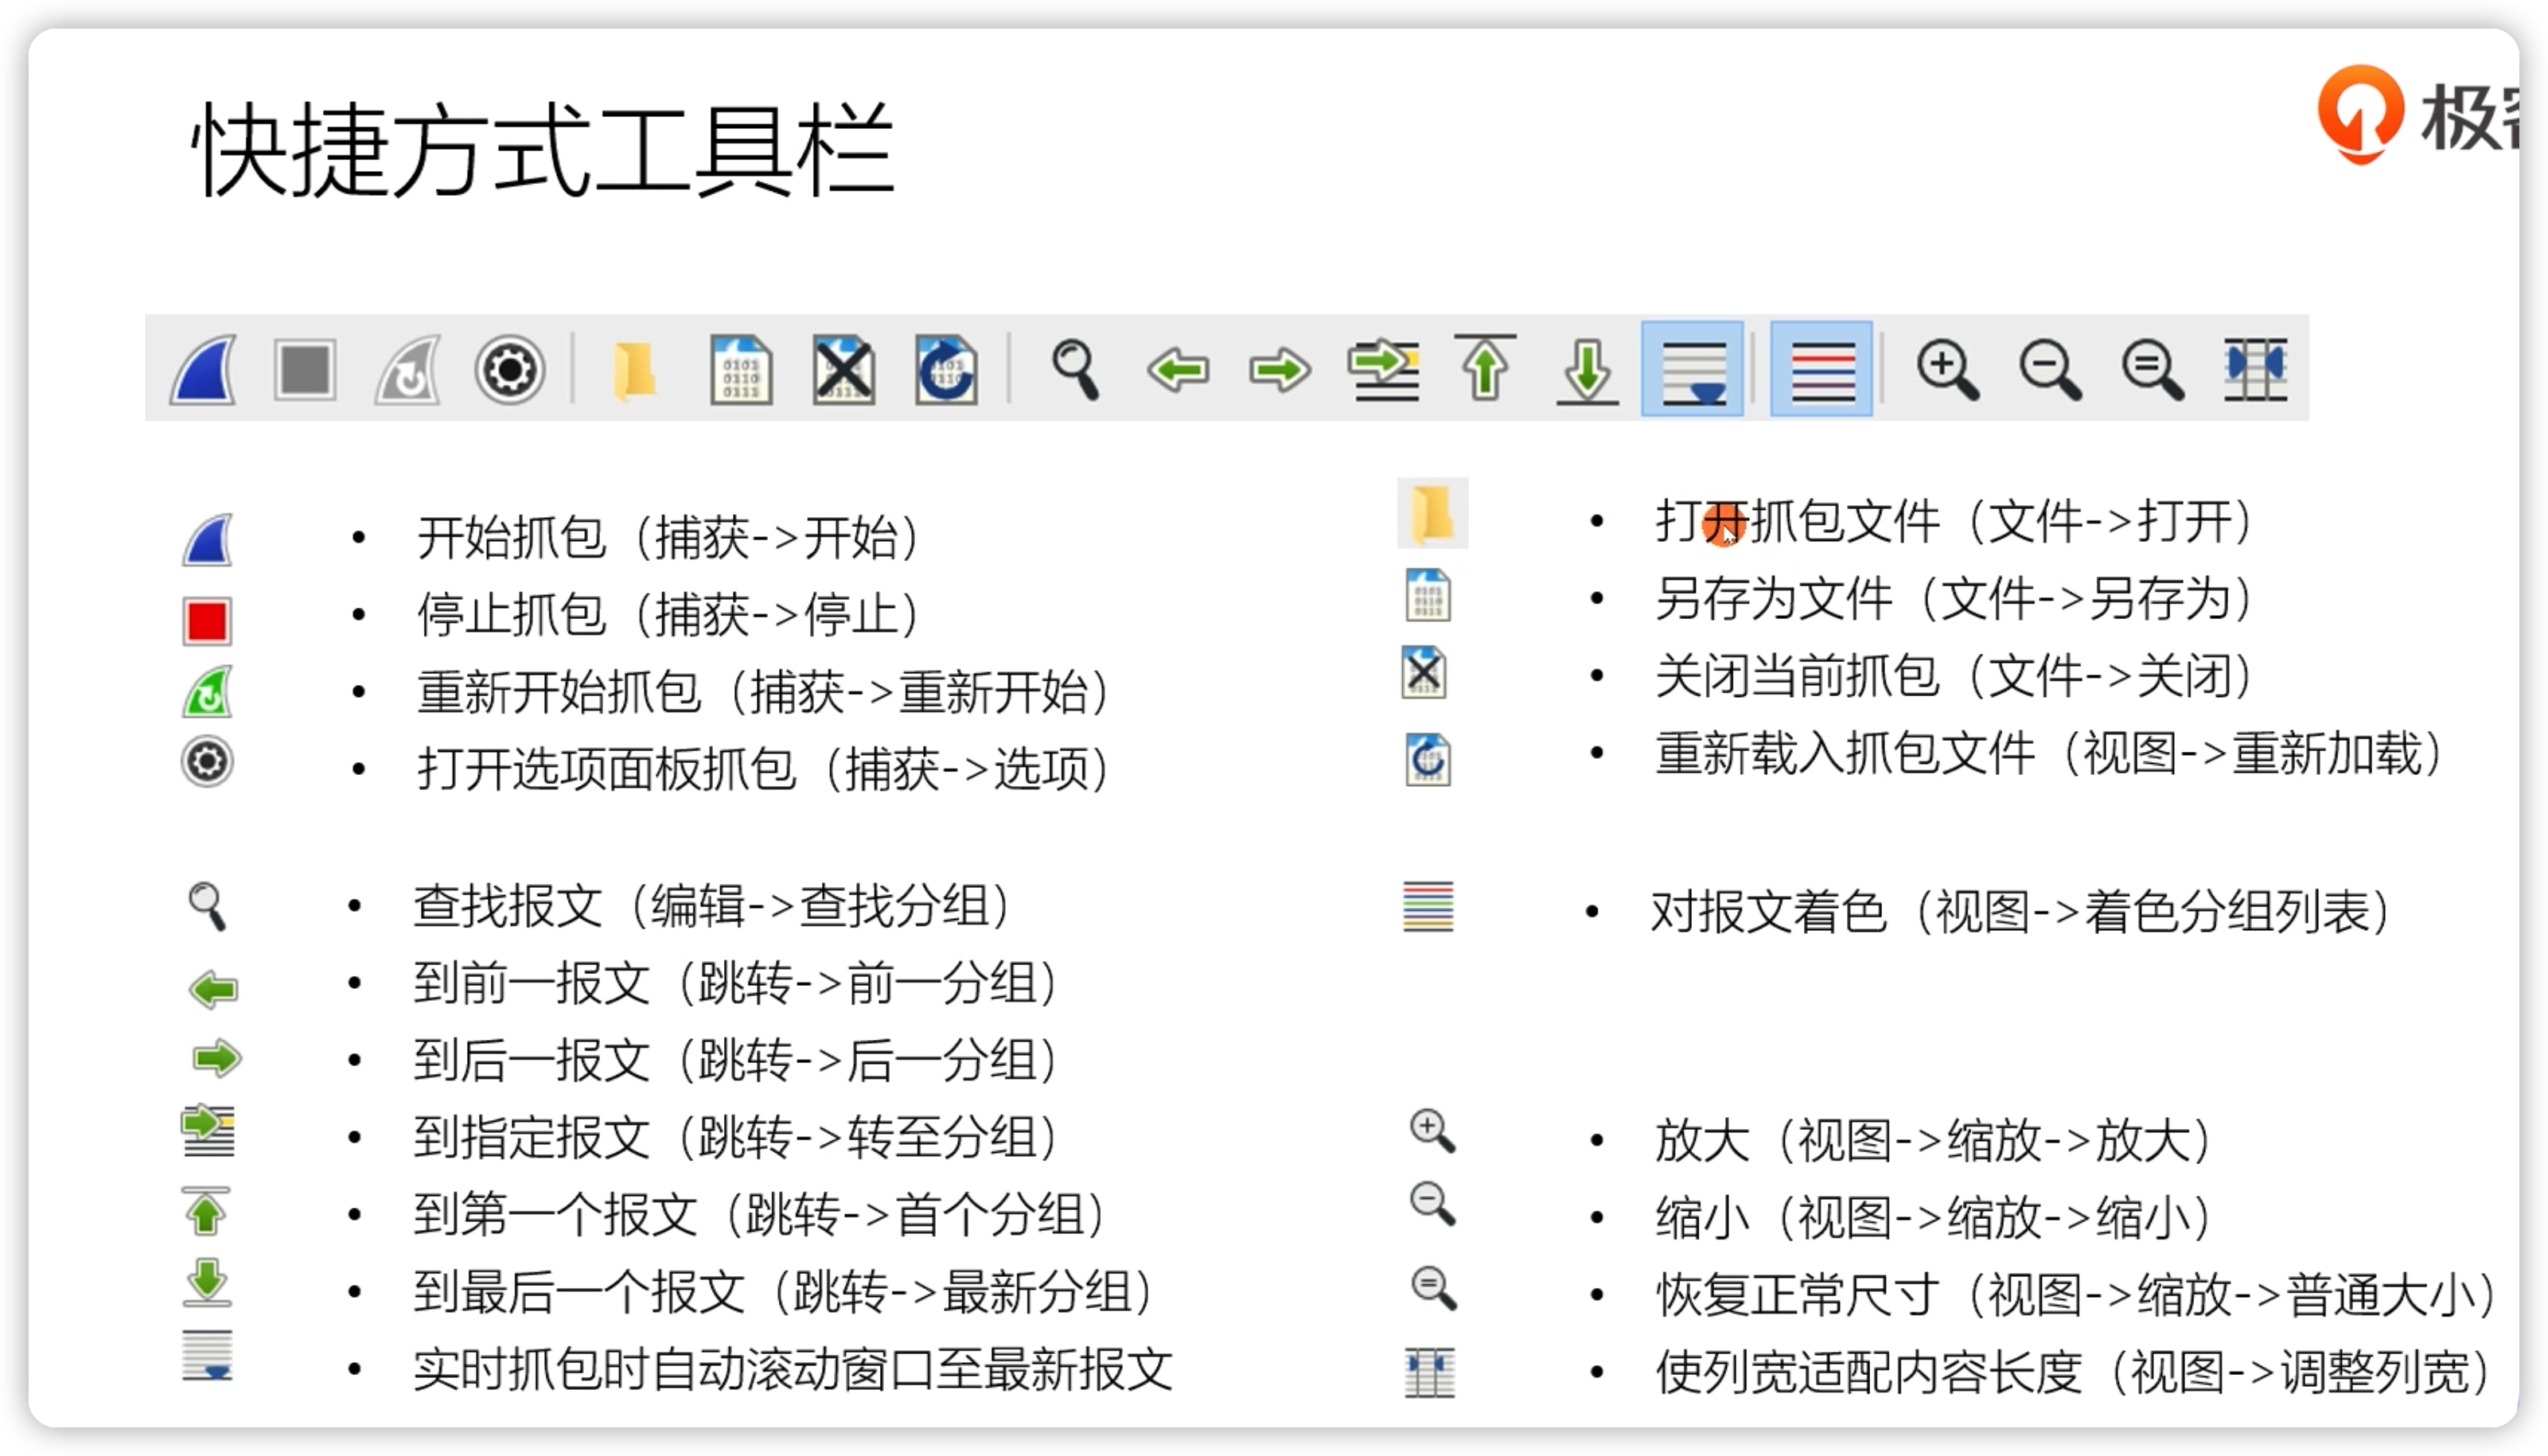 快捷方式工具栏
极客
开始抓包（捕获->开始）
停止抓包（捕获->停止）
重新开始抓包（捕获->重新开始）
打开选项面板抓包（捕获->选项）
查找报文（编辑->查找分组）
到前一报文（跳转->前一分组）
到后一报文（跳转->后一分组）
到指定报文（跳转->转至分组）
到第一个报文（跳转->首个分组）
到最后一个报文（跳转->最新分组）
实时抓包时自动滚动窗口至最新报文
打开抓包文件（文件->打开）
另存为文件（文件->另存为）
关闭当前抓包（文件->关闭）
重新载入抓包文件（视图->重新加载）
对报文着色（视图->着色分组列表）
放大（视图->缩放->放大）
缩小（视图->缩放->缩小）
恢复正常尺寸（视图->缩放->普通大小）
使列宽适配内容长度（视图->调整列宽）